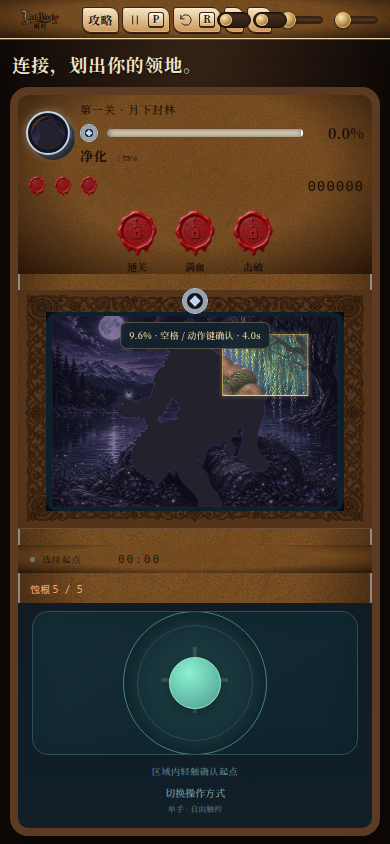 LinkBlock
攻略
P
R
连接，划出你的领地。
第一关·月下封林
0.0%
净化 / 73%
000000
通关 满血 击破
9.6% · 空格 / 动作键确认 · 4.0s
选择起点 00:00
蚀根 5 / 5
区域内轻触确认起点
切换操作方式
单手 · 自由触控